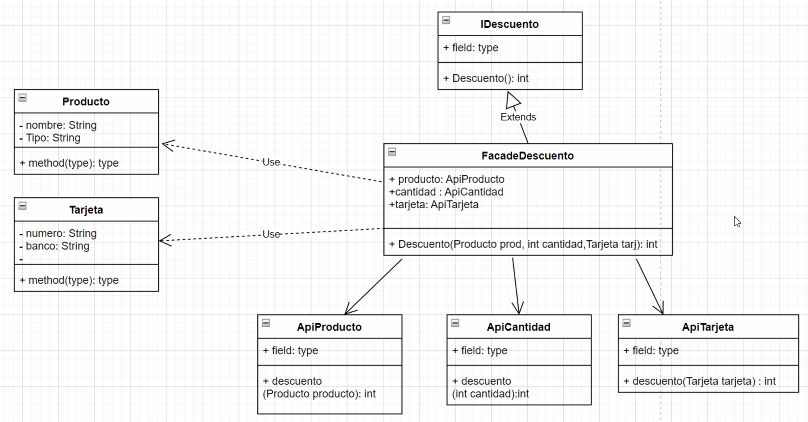 IDescuento
+ field: type
+ Descuento(): int
Extends
Producto
- nombre: String
- Tipo: String
+ method(type): type
Use
FacadeDescuento
+ producto: ApiProducto
+cantidad : ApiCantidad
+tarjeta: ApiTarjeta
+ Descuento(Producto prod, int cantidad,Tarjeta tarj): int
Tarjeta
- numero: String
- banco: String
-
+ method(type): type
Use
ApiProducto
+ field: type
+ descuento
(Producto producto): int
ApiCantidad
+ field: type
+ descuento
(int cantidad):int
ApiTarjeta
+ field: type
+ descuento(Tarjeta tarjeta) : int